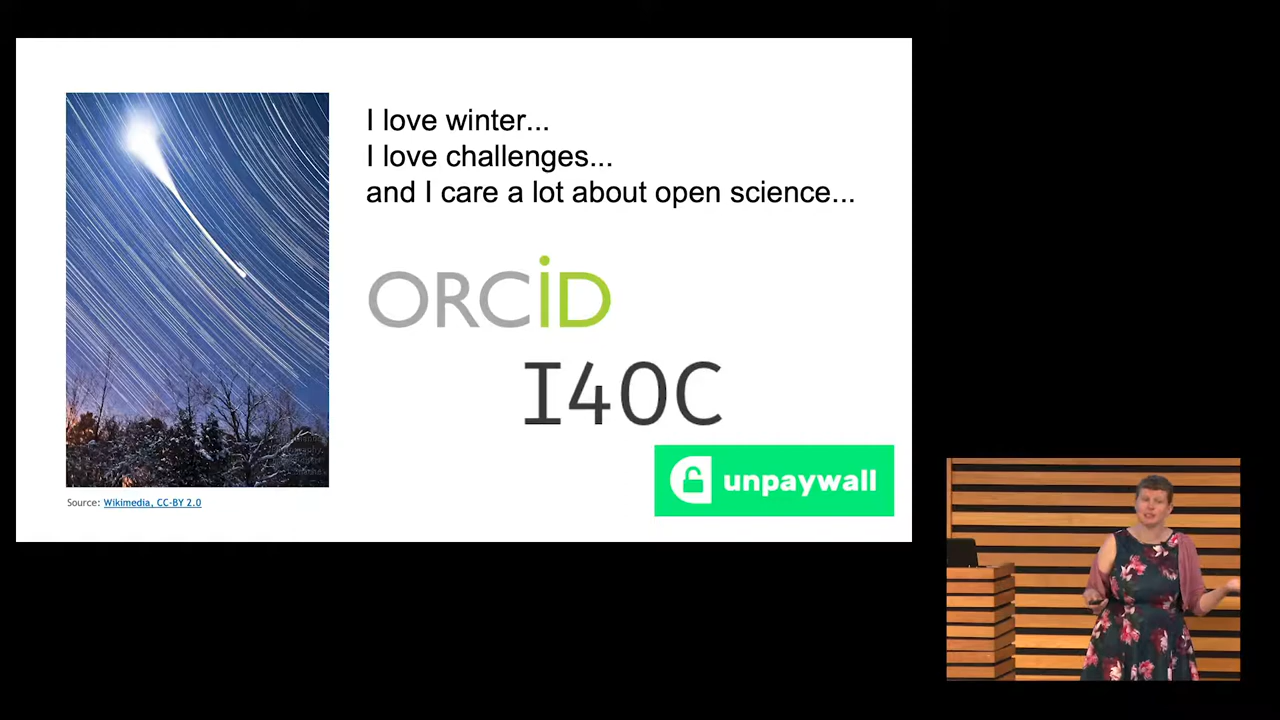 I love winter...
I love challenges...
and I care a lot about open science...
ORCiD
I4OC
unpaywall
Source: Wikimedia, CC-BY 2.0